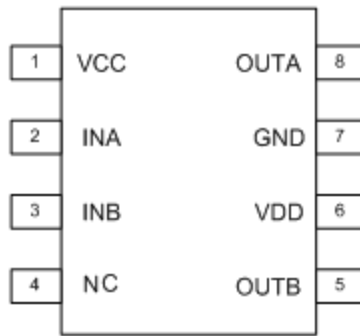 1 VCC OUTA 8
2 INA GND 7
3 INB VDD 6
4 NC OUTB 5